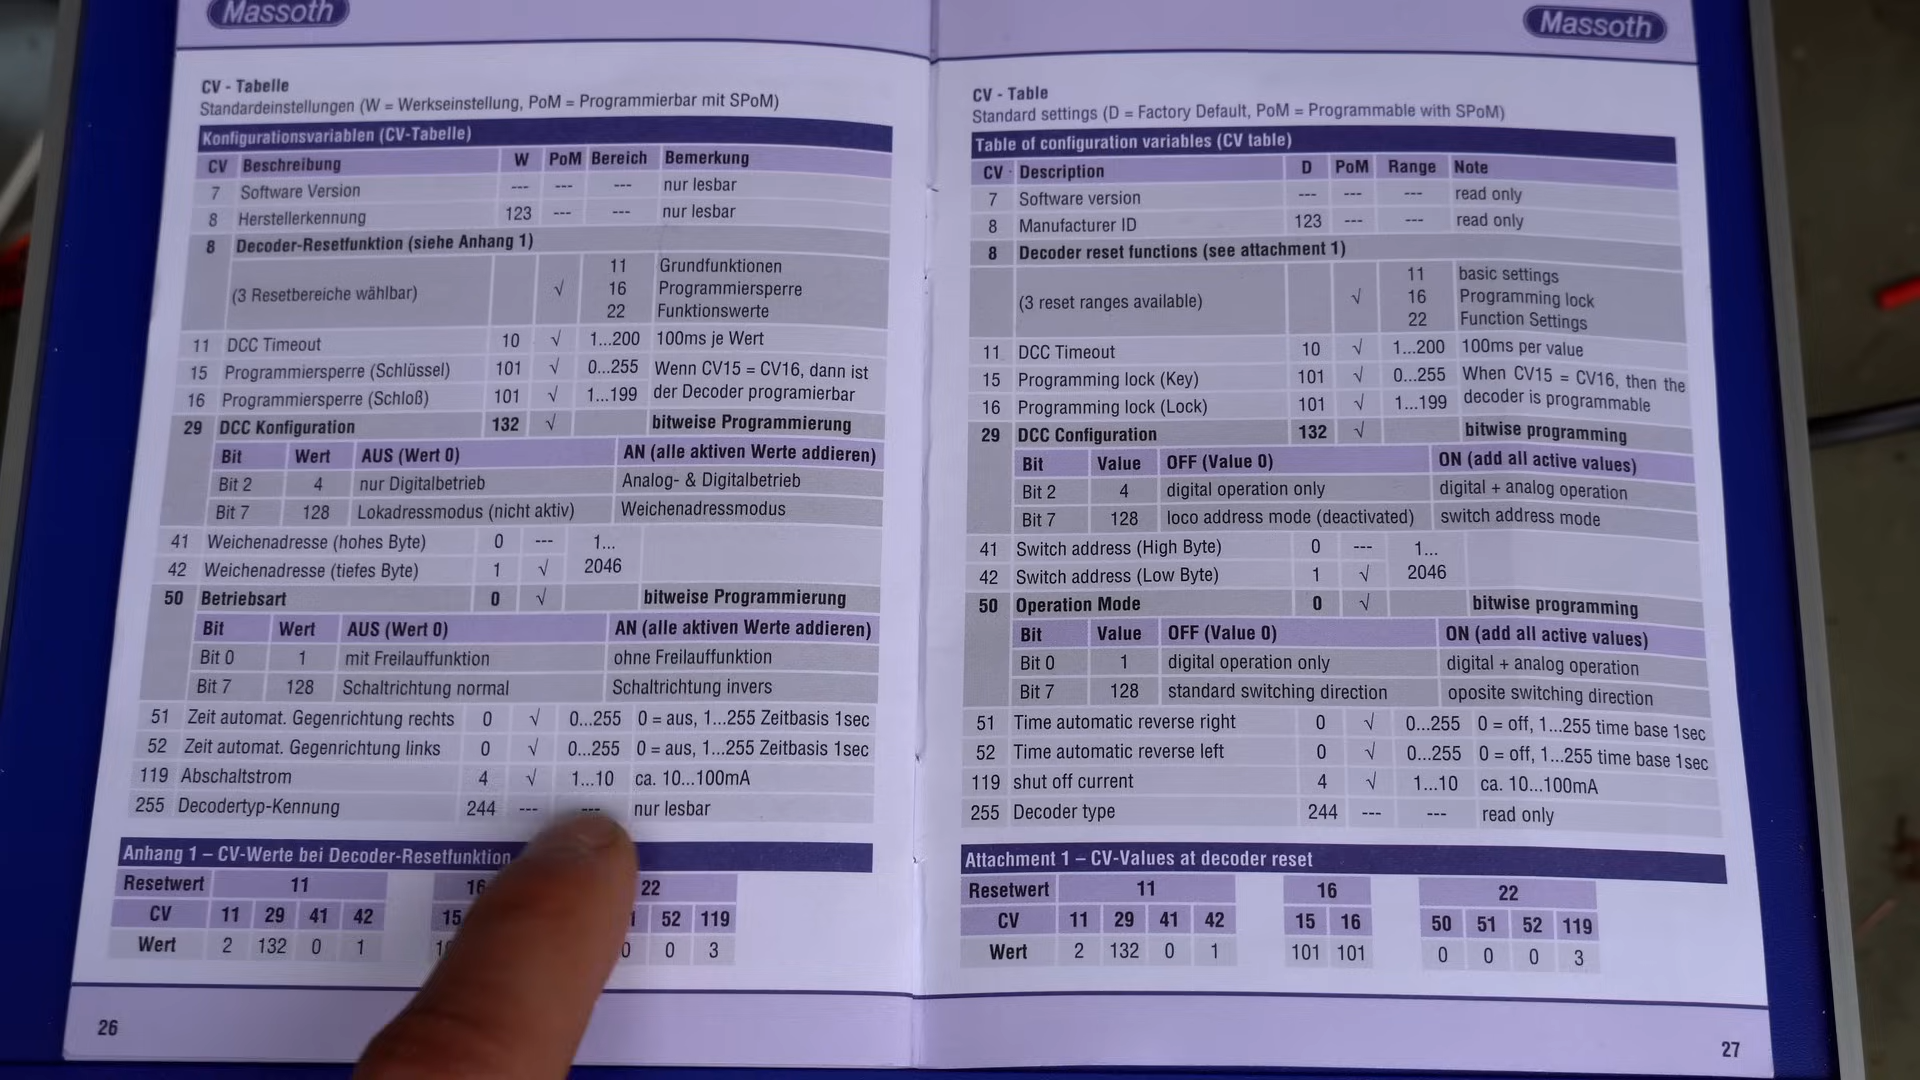 Massoth
CV - Tabelle
Standardeinstellungen (W = Werkseinstellung, PoM = Programmierbar mit SPoM)
Konfigurationsvariablen (CV-Tabelle)
CV Beschreibung W PoM Bereich Bemerkung
7 Software Version --- --- --- nur lesbar
8 Herstellerkennung 123 --- --- nur lesbar
8 Decoder-Resetfunktion (siehe Anhang 1)
(3 Resetbereiche wählbar) √ 11 Grundfunktionen
16 Programmiersperre
22 Funktionswerte
11 DCC Timeout 10 √ 1...200 100ms je Wert
15 Programmiersperre (Schlüssel) 101 √ 0...255 Wenn CV15 = CV16, dann ist
16 Programmiersperre (Schloß) 101 √ 1...199 der Decoder programierbar
29 DCC Konfiguration 132 √ bitweise Programmierung
Bit Wert AUS (Wert 0) AN (alle aktiven Werte addieren)
Bit 2 4 nur Digitalbetrieb Analog- & Digitalbetrieb
Bit 7 128 Lokadressmodus (nicht aktiv) Weichenadressmodus
41 Weichenadresse (hohes Byte) 0 --- 1...
42 Weichenadresse (tiefes Byte) 1 √ 2046
50 Betriebsart 0 √ bitweise Programmierung
Bit Wert AUS (Wert 0) AN (alle aktiven Werte addieren)
Bit 0 1 mit Freilauffunktion ohne Freilauffunktion
Bit 7 128 Schaltrichtung normal Schaltrichtung invers
51 Zeit automat. Gegenrichtung rechts 0 √ 0...255 0 = aus, 1...255 Zeitbasis 1sec
52 Zeit automat. Gegenrichtung links 0 √ 0...255 0 = aus, 1...255 Zeitbasis 1sec
119 Abschaltstrom 4 √ 1...10 ca. 10...100mA
255 Decodertyp-Kennung 244 --- --- nur lesbar
Anhang 1 – CV-Werte bei Decoder-Resetfunktion
Resetwert 11 16 22
CV 11 29 41 42 15 52 119
Wert 2 132 0 1 0 0 3
26
Massoth
CV - Table
Standard settings (D = Factory Default, PoM = Programmable with SPoM)
Table of configuration variables (CV table)
CV Description D PoM Range Note
7 Software version --- --- --- read only
8 Manufacturer ID 123 --- --- read only
8 Decoder reset functions (see attachment 1)
(3 reset ranges available) √ 11 basic settings
16 Programming lock
22 Function Settings
11 DCC Timeout 10 √ 1...200 100ms per value
15 Programming lock (Key) 101 √ 0...255 When CV15 = CV16, then the
16 Programming lock (Lock) 101 √ 1...199 decoder is programmable
29 DCC Configuration 132 √ bitwise programming
Bit Value OFF (Value 0) ON (add all active values)
Bit 2 4 digital operation only digital + analog operation
Bit 7 128 loco address mode (deactivated) switch address mode
41 Switch address (High Byte) 0 --- 1...
42 Switch address (Low Byte) 1 √ 2046
50 Operation Mode 0 √ bitwise programming
Bit Value OFF (Value 0) ON (add all active values)
Bit 0 1 digital operation only digital + analog operation
Bit 7 128 standard switching direction oposite switching direction
51 Time automatic reverse right 0 √ 0...255 0 = off, 1...255 time base 1sec
52 Time automatic reverse left 0 √ 0...255 0 = off, 1...255 time base 1sec
119 shut off current 4 √ 1...10 ca. 10...100mA
255 Decoder type 244 --- --- read only
Attachment 1 – CV-Values at decoder reset
Resetwert 11 16 22
CV 11 29 41 42 15 16 50 51 52 119
Wert 2 132 0 1 101 101 0 0 0 3
27